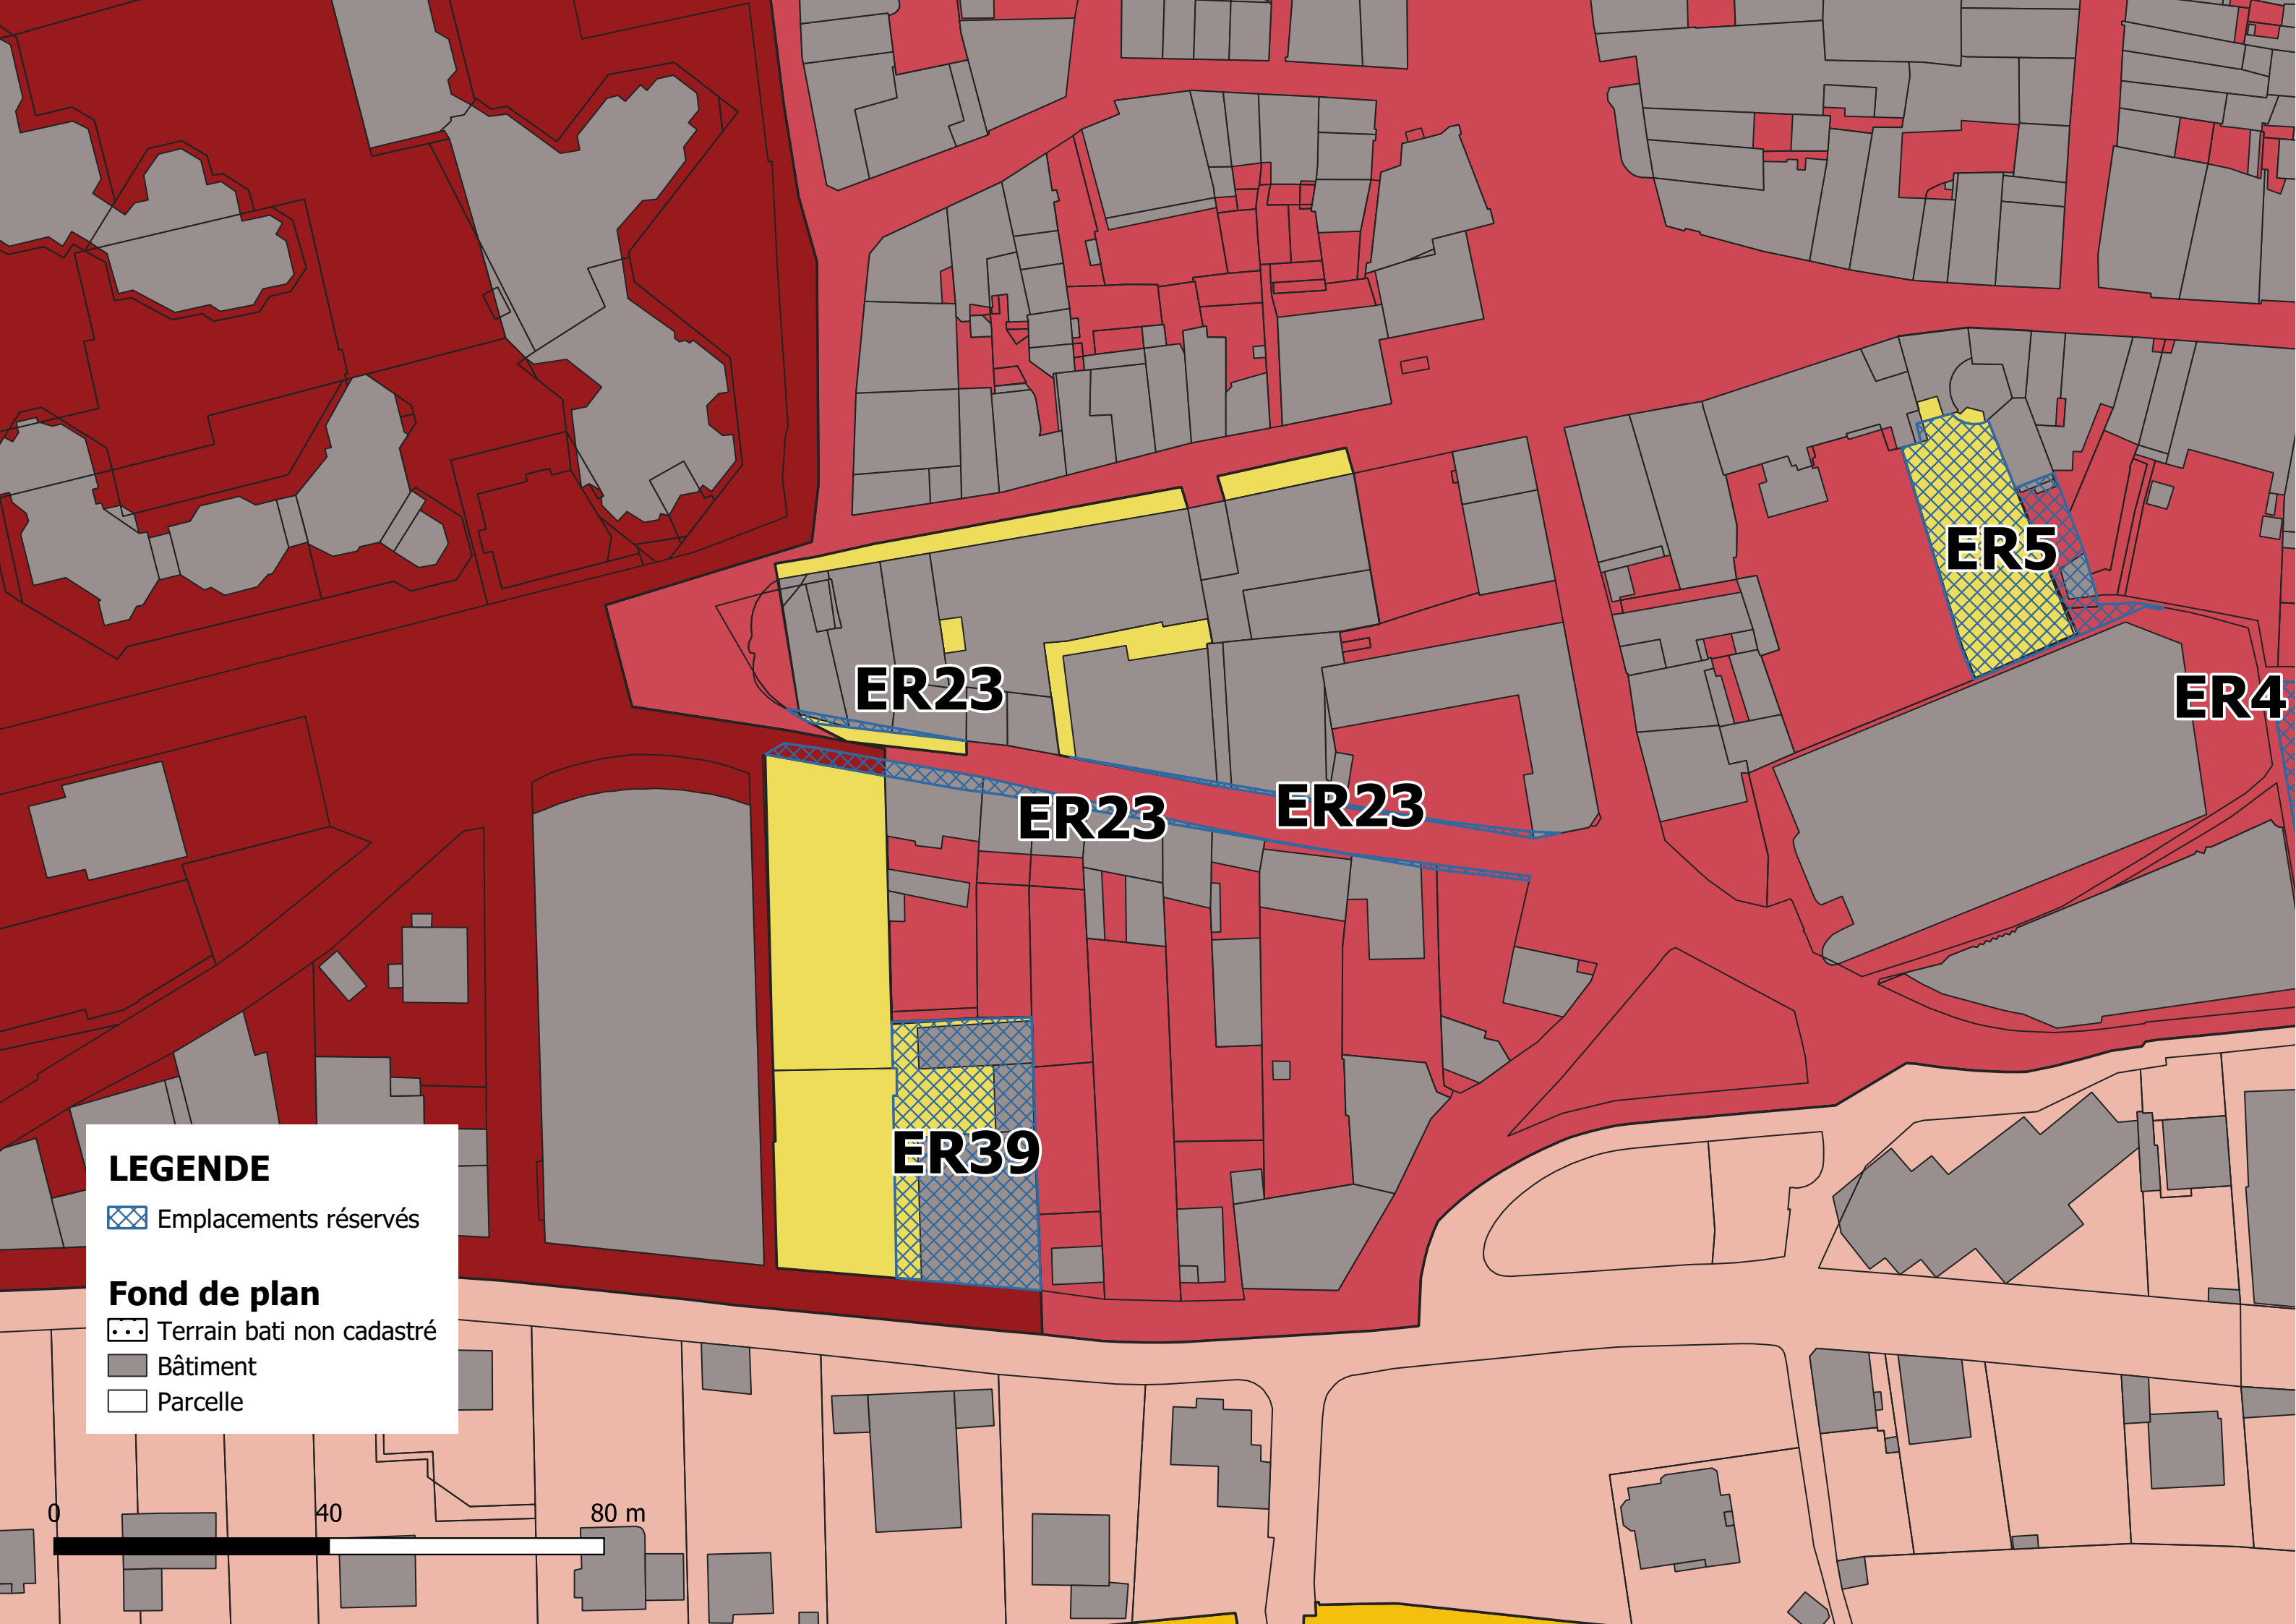 ER5
ER4
ER23
ER23
ER23
ER39
LEGENDE
Emplacements réservés
Fond de plan
Terrain bati non cadastré
Bâtiment
Parcelle
0 40 80 m